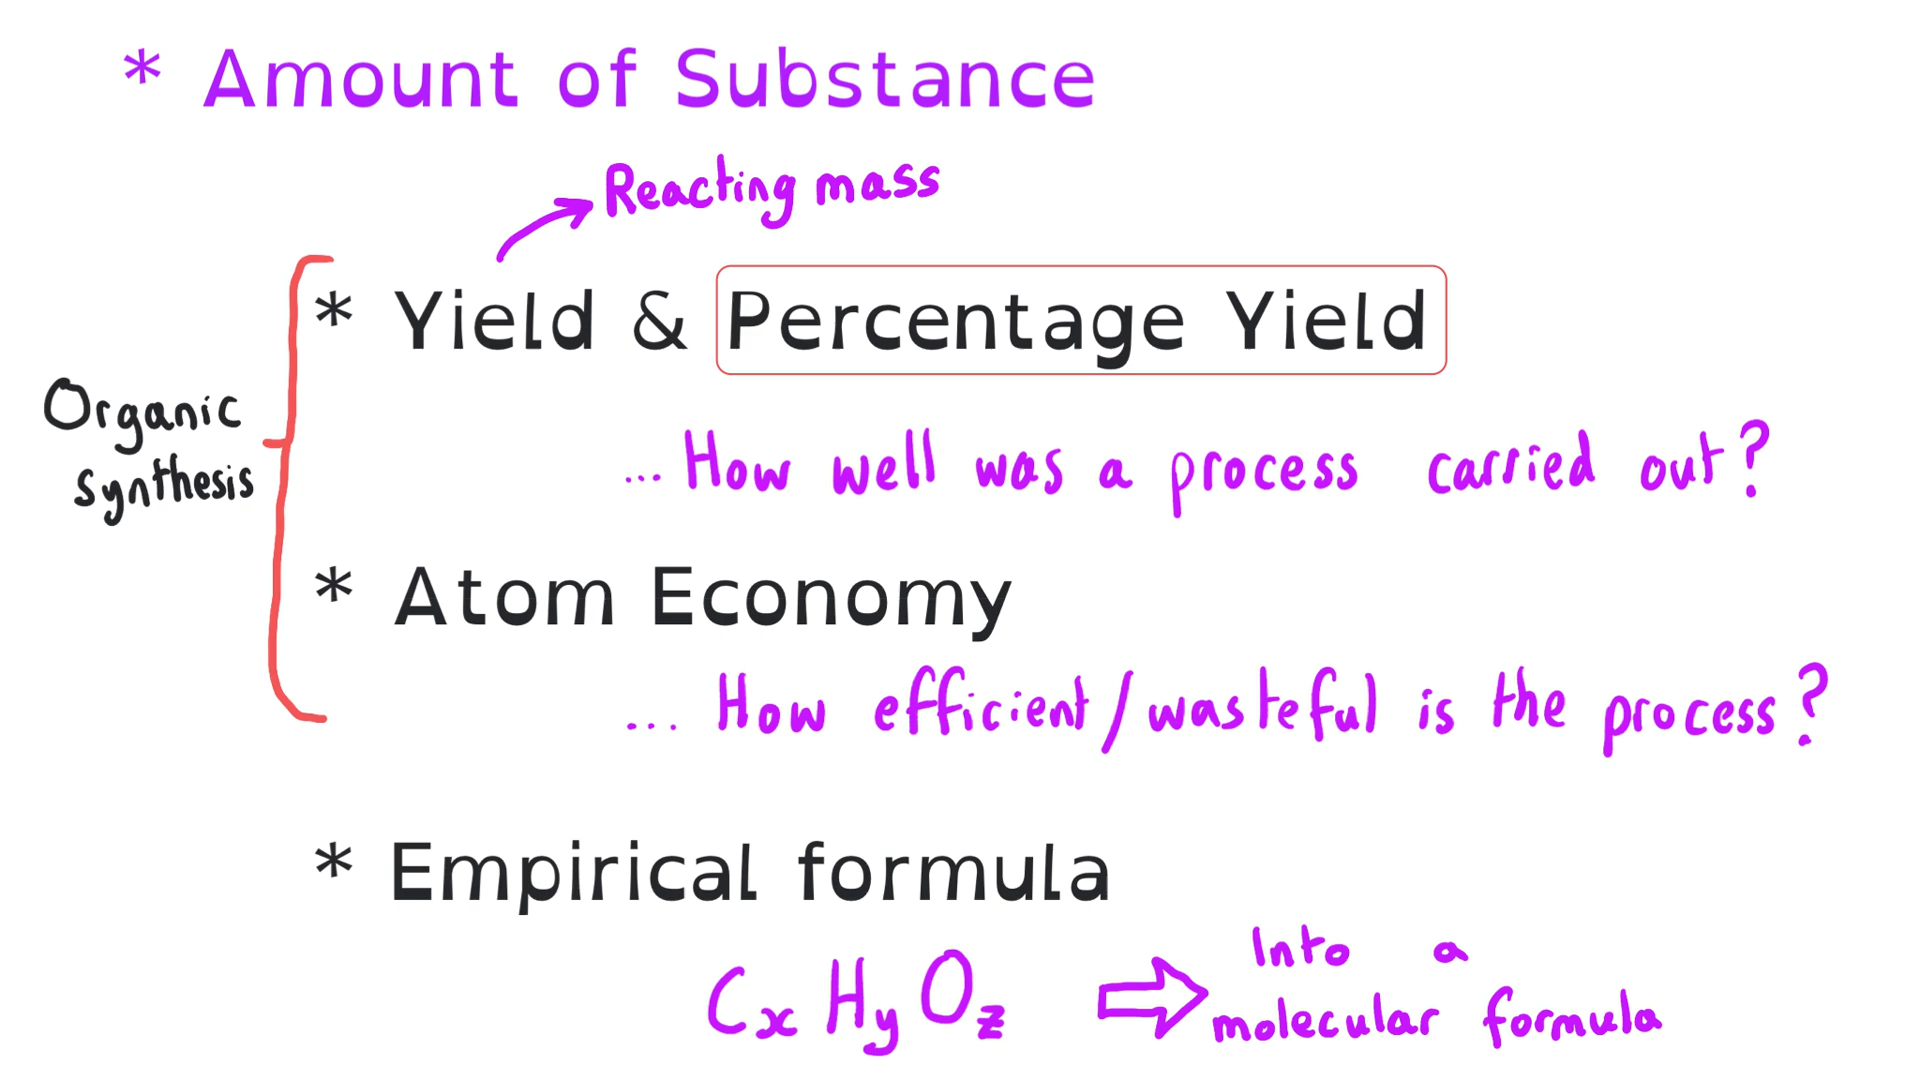 * Amount of Substance
Reacting mass
* Yield & Percentage Yield
Organic
synthesis
... How well was a process carried out?
* Atom Economy
... How efficient/wasteful is the process?
* Empirical formula
CxHyOz
Into a
molecular formula